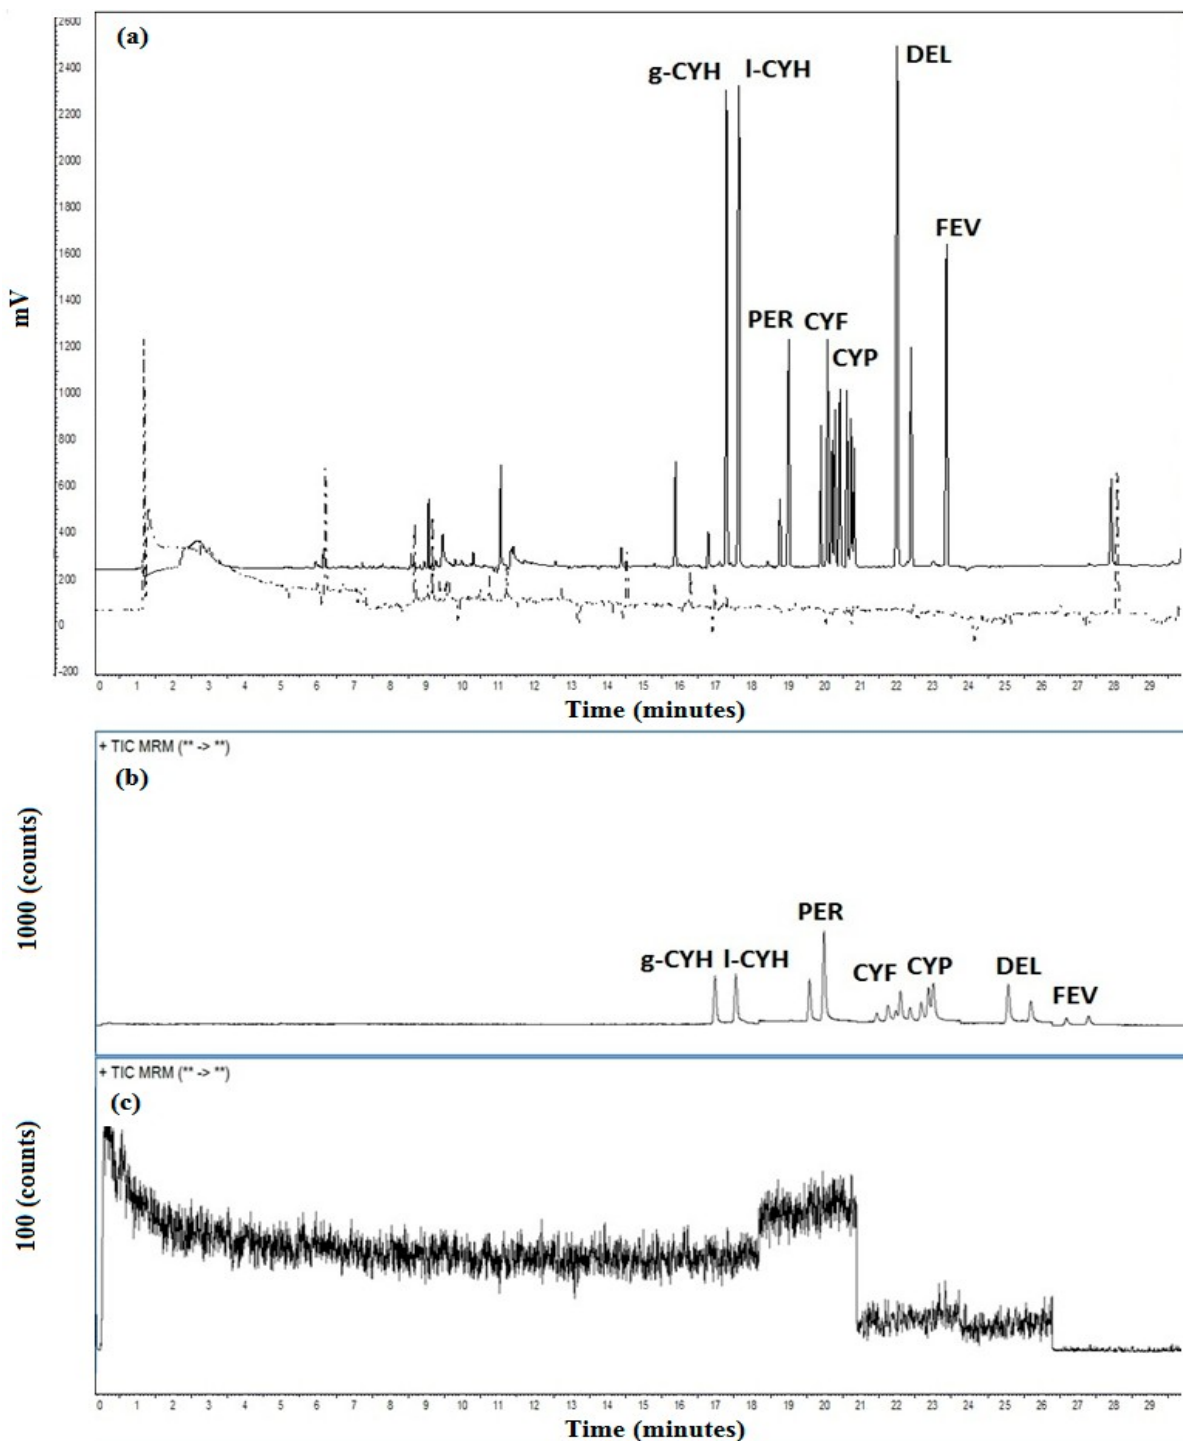 (a)
2600
2400
2200
2000
1800
1600
1400
1200
1000
800
600
400
200
0
-200
mV
g-CYH
l-CYH
DEL
FEV
PER
CYF
CYP
0 1 2 3 4 5 6 7 8 9 10 11 12 13 14 15 16 17 18 19 20 21 22 23 24 25 26 27 28 29
Time (minutes)
+ TIC MRM (** -> **)
(b)
1000 (counts)
PER
g-CYH
l-CYH
CYF
CYP
DEL
FEV
+ TIC MRM (** -> **)
(c)
100 (counts)
0 1 2 3 4 5 6 7 8 9 10 11 12 13 14 15 16 17 18 19 20 21 22 23 24 25 26 27 28 29
Time (minutes)